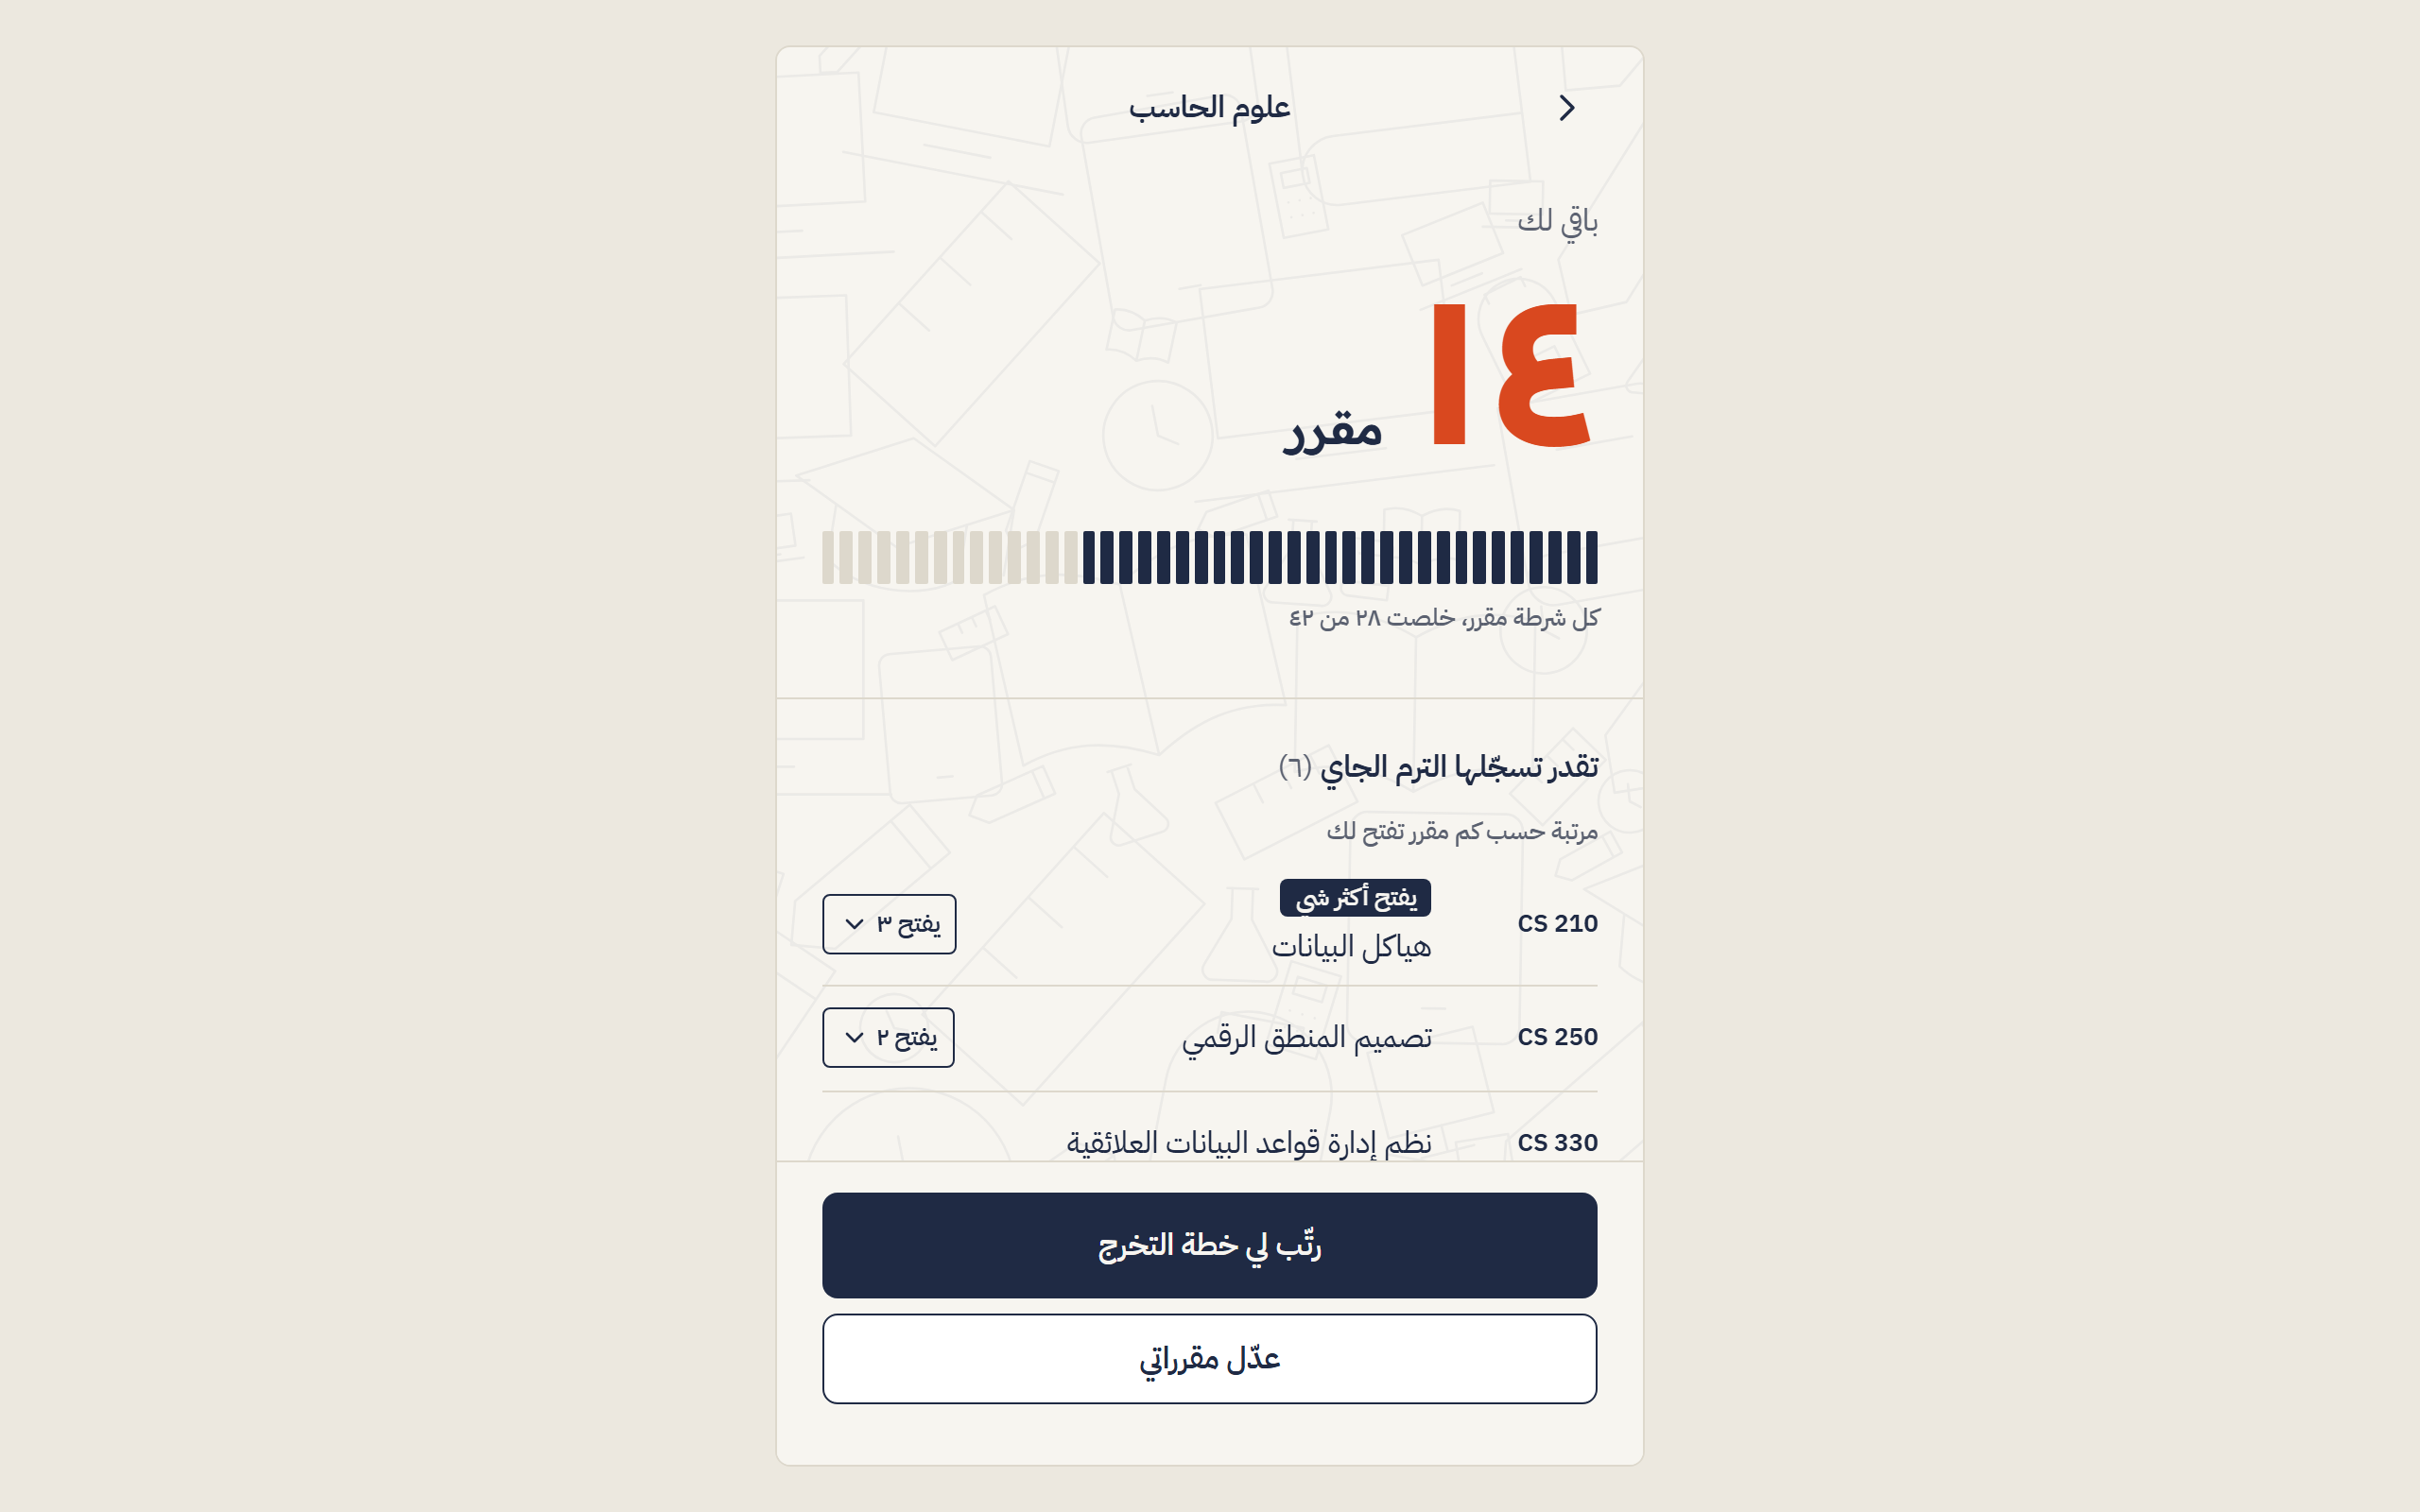 علوم الحاسب
باقي لك
١٤ مقرر
كل شرطة مقرر، خلصت ٢٨ من ٤٢
تقدر تسجّلها الترم الجاي (٦)
مرتبة حسب كم مقرر تفتح لك
يفتح أكثر شي
CS 210 هياكل البيانات يفتح ٣
CS 250 تصميم المنطق الرقمي يفتح ٢
CS 330 نظم إدارة قواعد البيانات العلائقية
رتّب لي خطة التخرج
عدّل مقرراتي